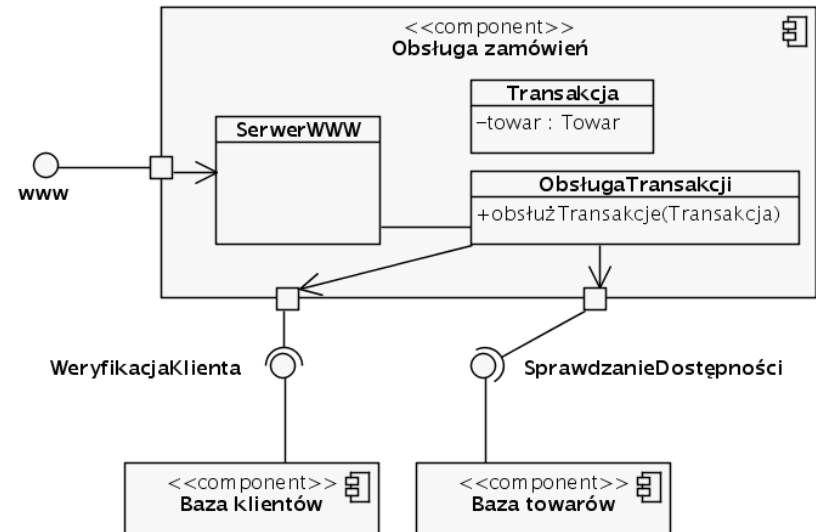 <<component>>
Obsługa zamówień
Transakcja
-towar : Towar
SerwerWWW
ObsługaTransakcji
+obsłużTransakcje(Transakcja)
www
WeryfikacjaKlienta
SprawdzanieDostępności
<<component>>
Baza klientów
<<component>>
Baza towarów